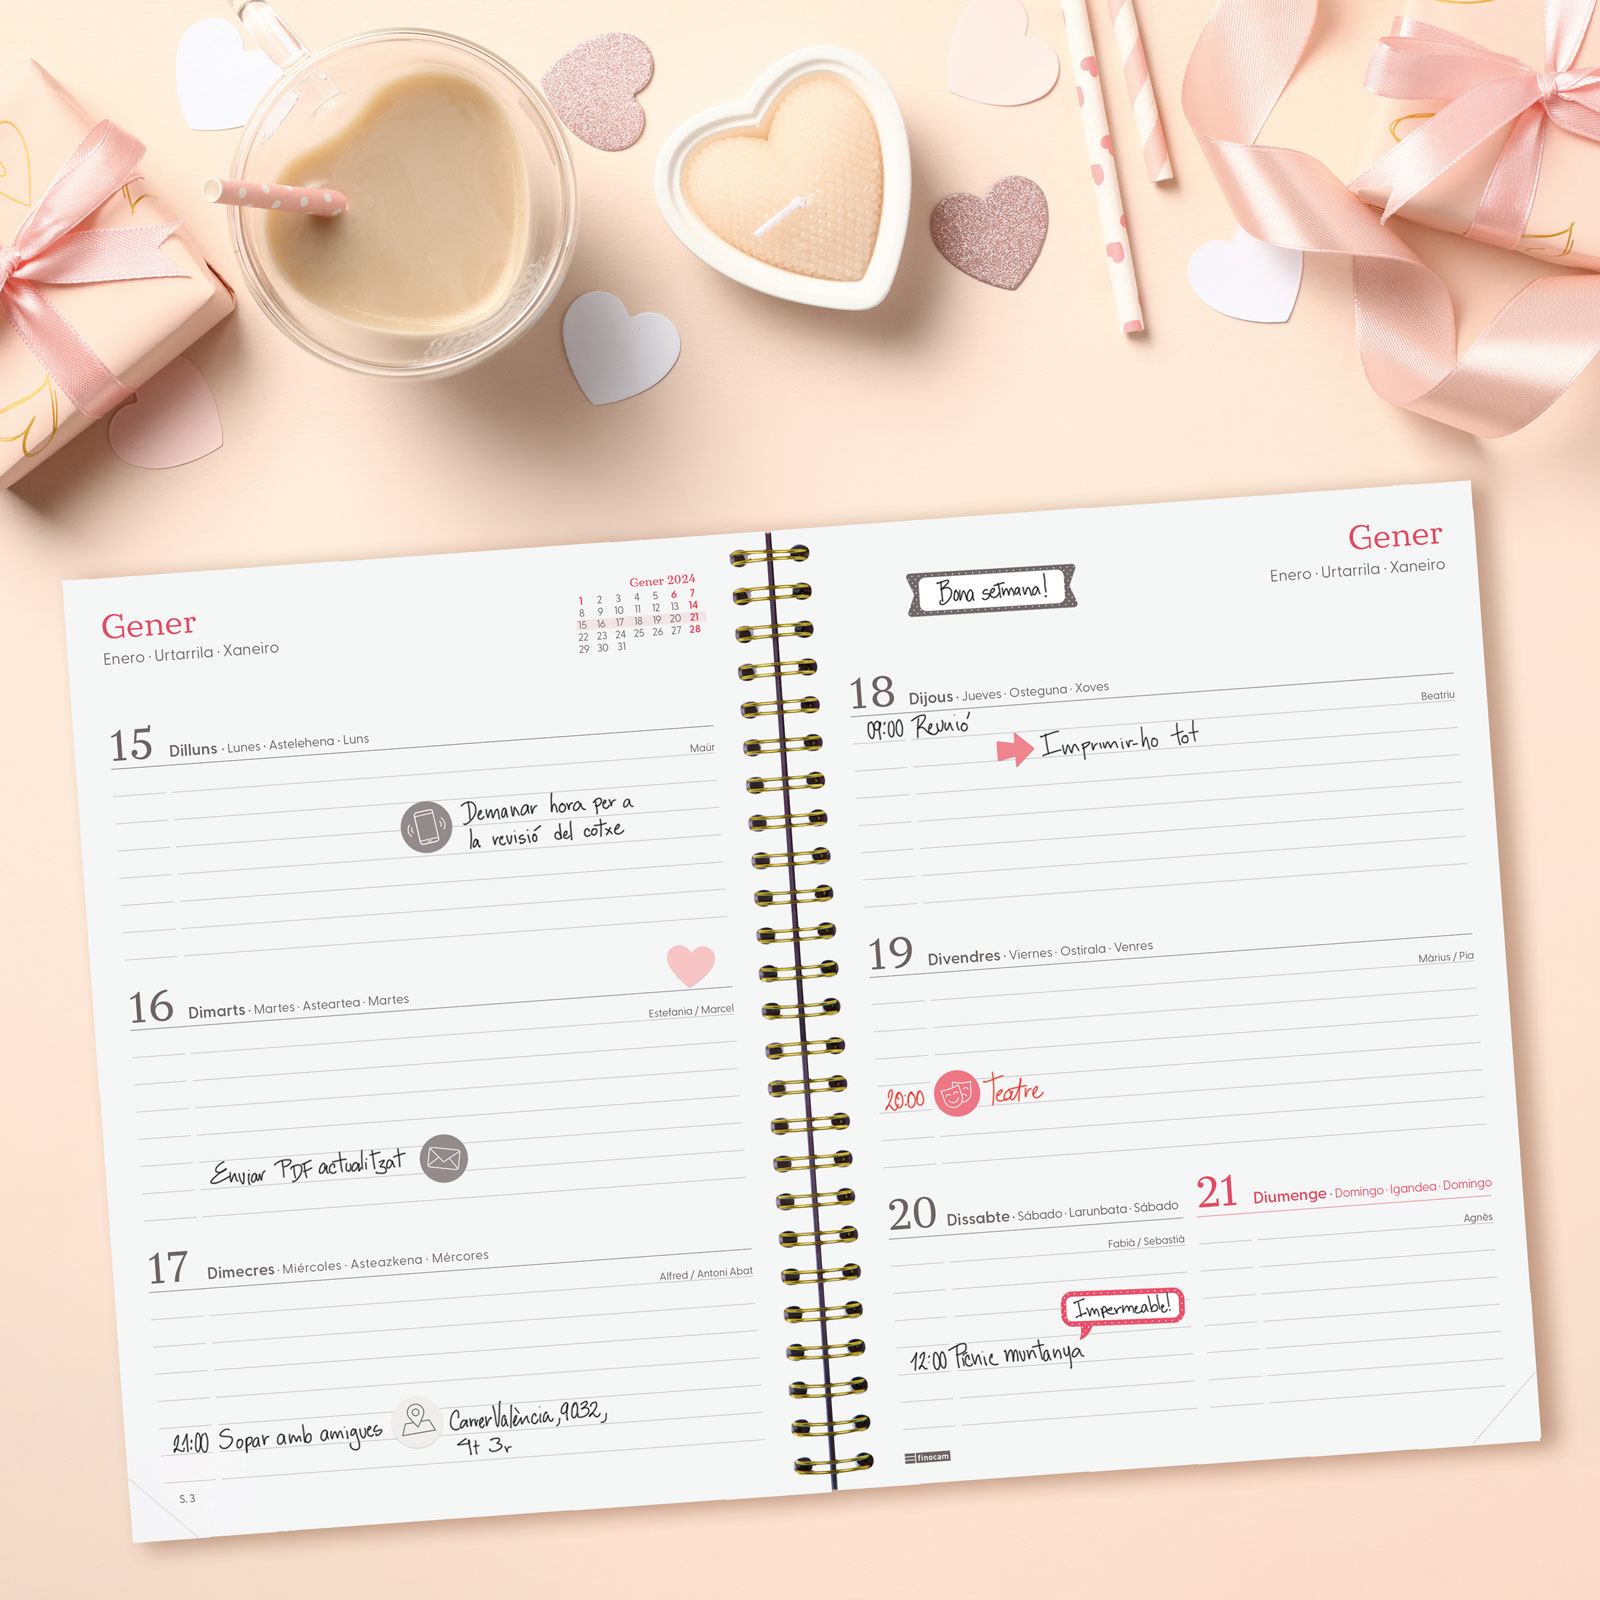 Gener
Enero · Urtarrila · Xaneiro
Gener 2024
1 2 3 4 5 6 7
8 9 10 11 12 13 14
15 16 17 18 19 20 21
22 23 24 25 26 27 28
29 30 31
15 Dilluns · Lunes · Astelehena · Luns
Maür
Demanar hora per a
la revisió del cotxe
16 Dimarts · Martes · Asteartea · Martes
Estefania / Marcel
Enviar PDF actualitzat
17 Dimecres · Miércoles · Asteazkena · Mércores
Alfred / Antoni Abat
21:00 Sopar amb amigues
Carrer València, 9032,
4t 3r
S. 3
Gener
Enero · Urtarrila · Xaneiro
Bona setmana!
18 Dijous · Jueves · Osteguna · Xoves
Beatriu
09:00 Reunió
Imprimir-ho tot
19 Divendres · Viernes · Ostirala · Venres
Màrius / Pia
20:00 Teatre
20 Dissabte · Sábado · Larunbata · Sábado
Fabià / Sebastià
Impermeable!
12:00 Pícnic muntanya
21 Diumenge · Domingo · Igandea · Domingo
Agnès
finocam